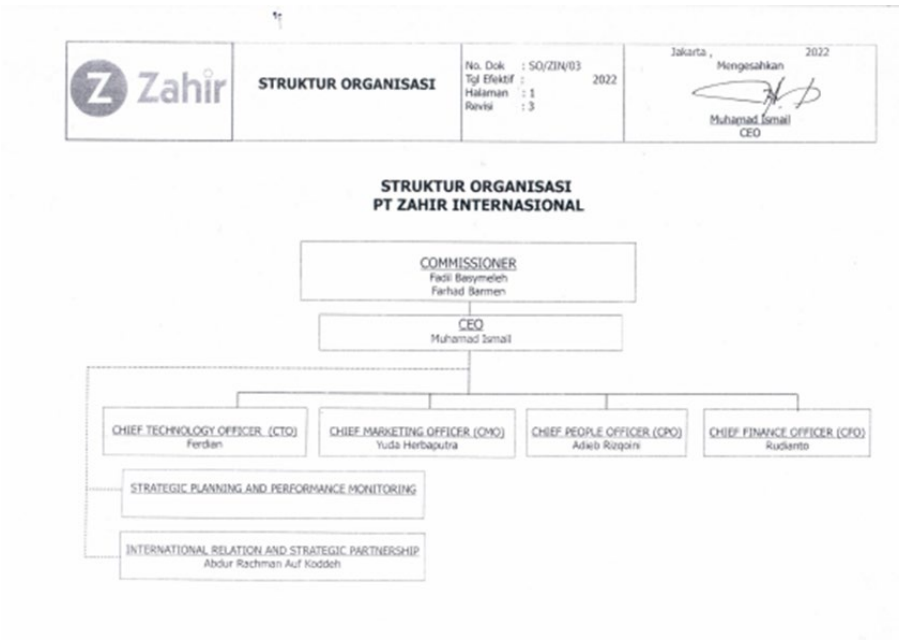 Zahir
STRUKTUR ORGANISASI
No. Dok : SO/ZIN/03
Tgl Efektif : 2022
Halaman : 1
Revisi : 3
Jakarta , 2022
Mengesahkan
Muhamad Ismail
CEO
STRUKTUR ORGANISASI
PT ZAHIR INTERNASIONAL
COMMISSIONER
Fadil Basymeleh
Farhad Barmen
CEO
Muhamad Ismail
CHIEF TECHNOLOGY OFFICER (CTO)
Ferdian
CHIEF MARKETING OFFICER (CMO)
Yuda Herbaputra
CHIEF PEOPLE OFFICER (CPO)
Adieb Rizqoini
CHIEF FINANCE OFFICER (CFO)
Rudianto
STRATEGIC PLANNING AND PERFORMANCE MONITORING
INTERNATIONAL RELATION AND STRATEGIC PARTNERSHIP
Abdur Rachman Auf Koddeh